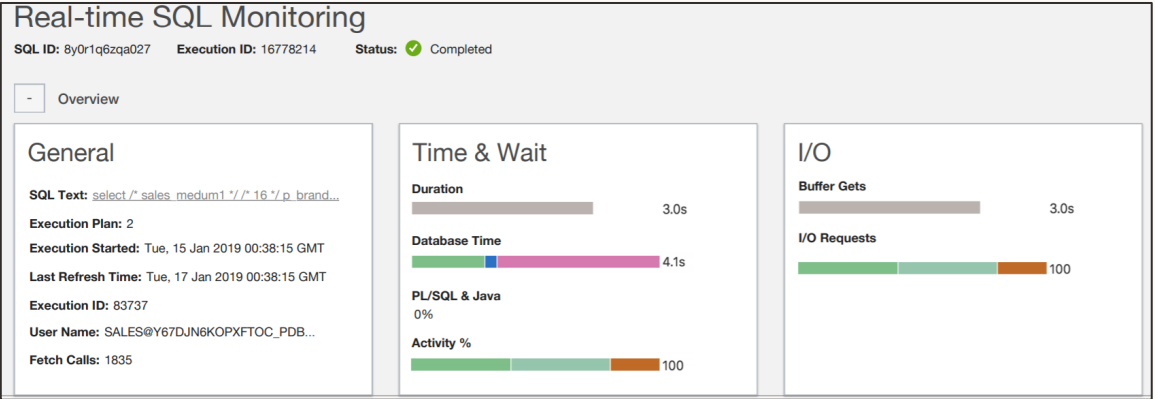 Real-time SQL Monitoring
SQL ID: 8y0r1q6zqa027 Execution ID: 16778214 Status: Completed
- Overview
General
SQL Text: select /* sales_medum1 */ /* 16 */ p_brand...
Execution Plan: 2
Execution Started: Tue, 15 Jan 2019 00:38:15 GMT
Last Refresh Time: Tue, 17 Jan 2019 00:38:15 GMT
Execution ID: 83737
User Name: SALES@Y67DJN6KOPXFTOC_PDB...
Fetch Calls: 1835
Time & Wait
Duration
3.0s
Database Time
4.1s
PL/SQL & Java
0%
Activity %
100
I/O
Buffer Gets
3.0s
I/O Requests
100